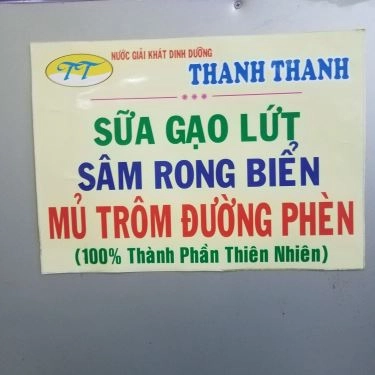 TT
NƯỚC GIẢI KHÁT DINH DƯỠNG
THANH THANH
SỮA GẠO LỨT
SÂM RONG BIỂN
MỦ TRÔM ĐƯỜNG PHÈN
(100% Thành Phần Thiên Nhiên)